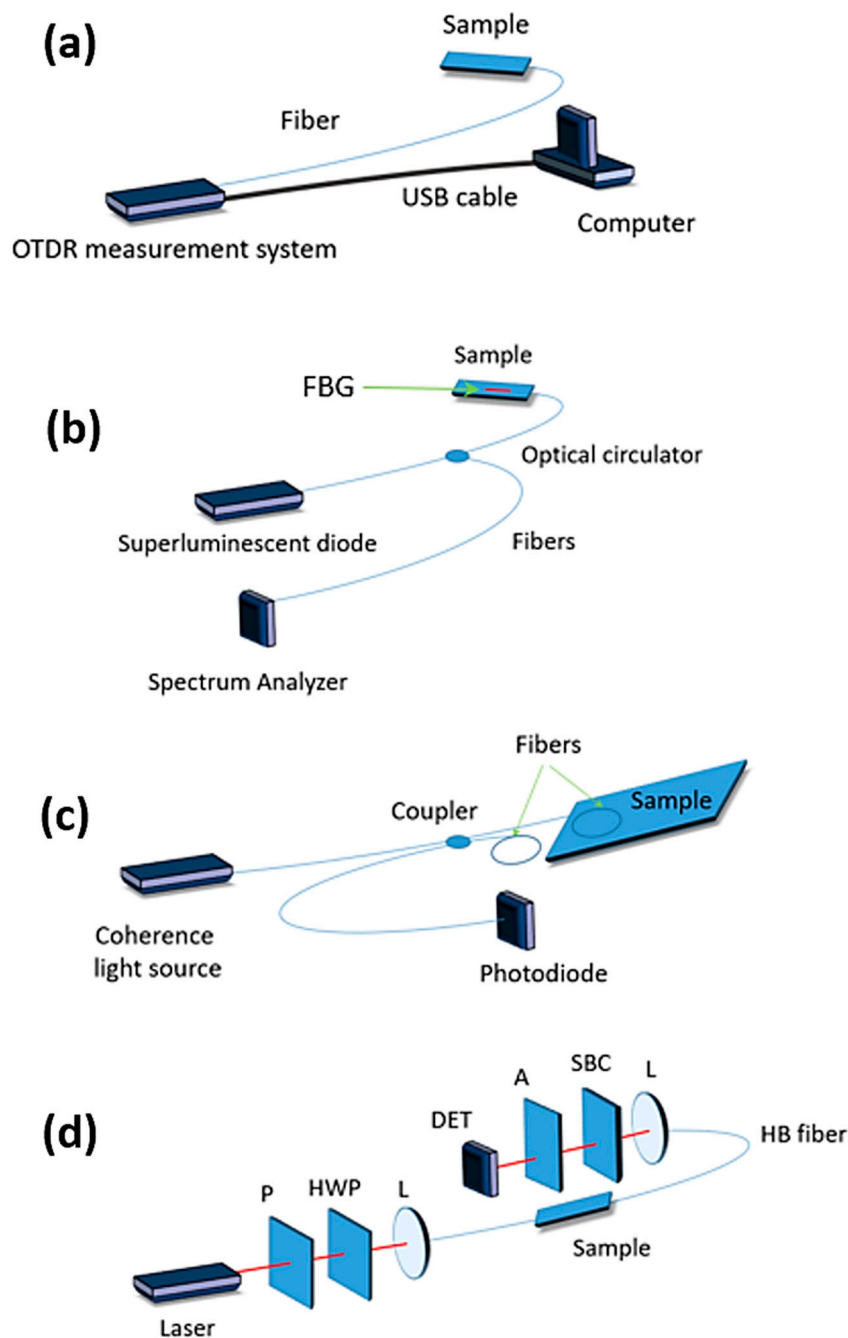 (a)
Sample
Fiber
USB cable
Computer
OTDR measurement system
(b)
Sample
FBG
Optical circulator
Superluminescent diode
Fibers
Spectrum Analyzer
(c)
Fibers
Sample
Coupler
Coherence
light source
Photodiode
(d)
DET
A
SBC
L
HB fiber
P
HWP
L
Sample
Laser